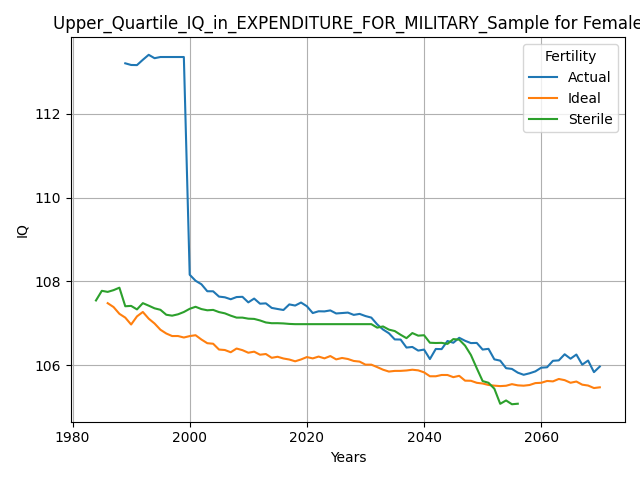 Upper_Quartile_IQ_in_EXPENDITURE_FOR_MILITARY_Sample for Female
Fertility
Actual
Ideal
Sterile
112
110
108
106
IQ
1980
2000
2020
2040
2060
Years